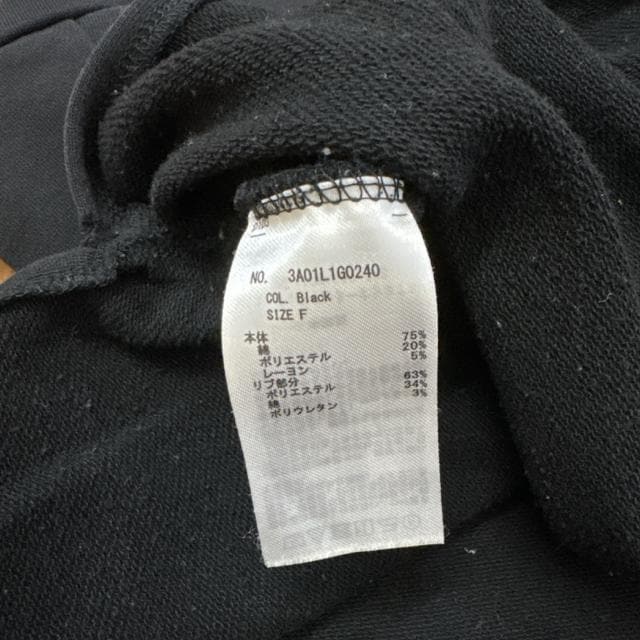 NO. 3A01L1G0240
COL. Black
SIZE F
本体
綿 75%
ポリエステル 20%
レーヨン 5%
リブ部分
ポリエステル 63%
綿 34%
ポリウレタン 3%